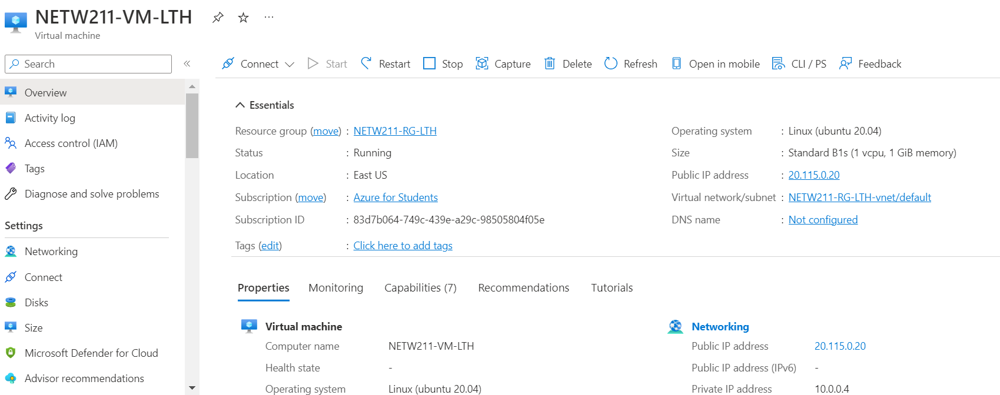 NETW211-VM-LTH
Virtual machine
Search
Connect Start Restart Stop Capture Delete Refresh Open in mobile CLI / PS Feedback
Overview
Activity log
Access control (IAM)
Tags
Diagnose and solve problems
Settings
Networking
Connect
Disks
Size
Microsoft Defender for Cloud
Advisor recommendations
Essentials
Resource group (move) : NETW211-RG-LTH
Status : Running
Location : East US
Subscription (move) : Azure for Students
Subscription ID : 83d7b064-749c-439e-a29c-98505804f05e
Tags (edit) : Click here to add tags
Operating system : Linux (ubuntu 20.04)
Size : Standard B1s (1 vcpu, 1 GiB memory)
Public IP address : 20.115.0.20
Virtual network/subnet : NETW211-RG-LTH-vnet/default
DNS name : Not configured
Properties Monitoring Capabilities (7) Recommendations Tutorials
Virtual machine
Computer name NETW211-VM-LTH
Health state -
Operating system Linux (ubuntu 20.04)
Networking
Public IP address 20.115.0.20
Public IP address (IPv6) -
Private IP address 10.0.0.4